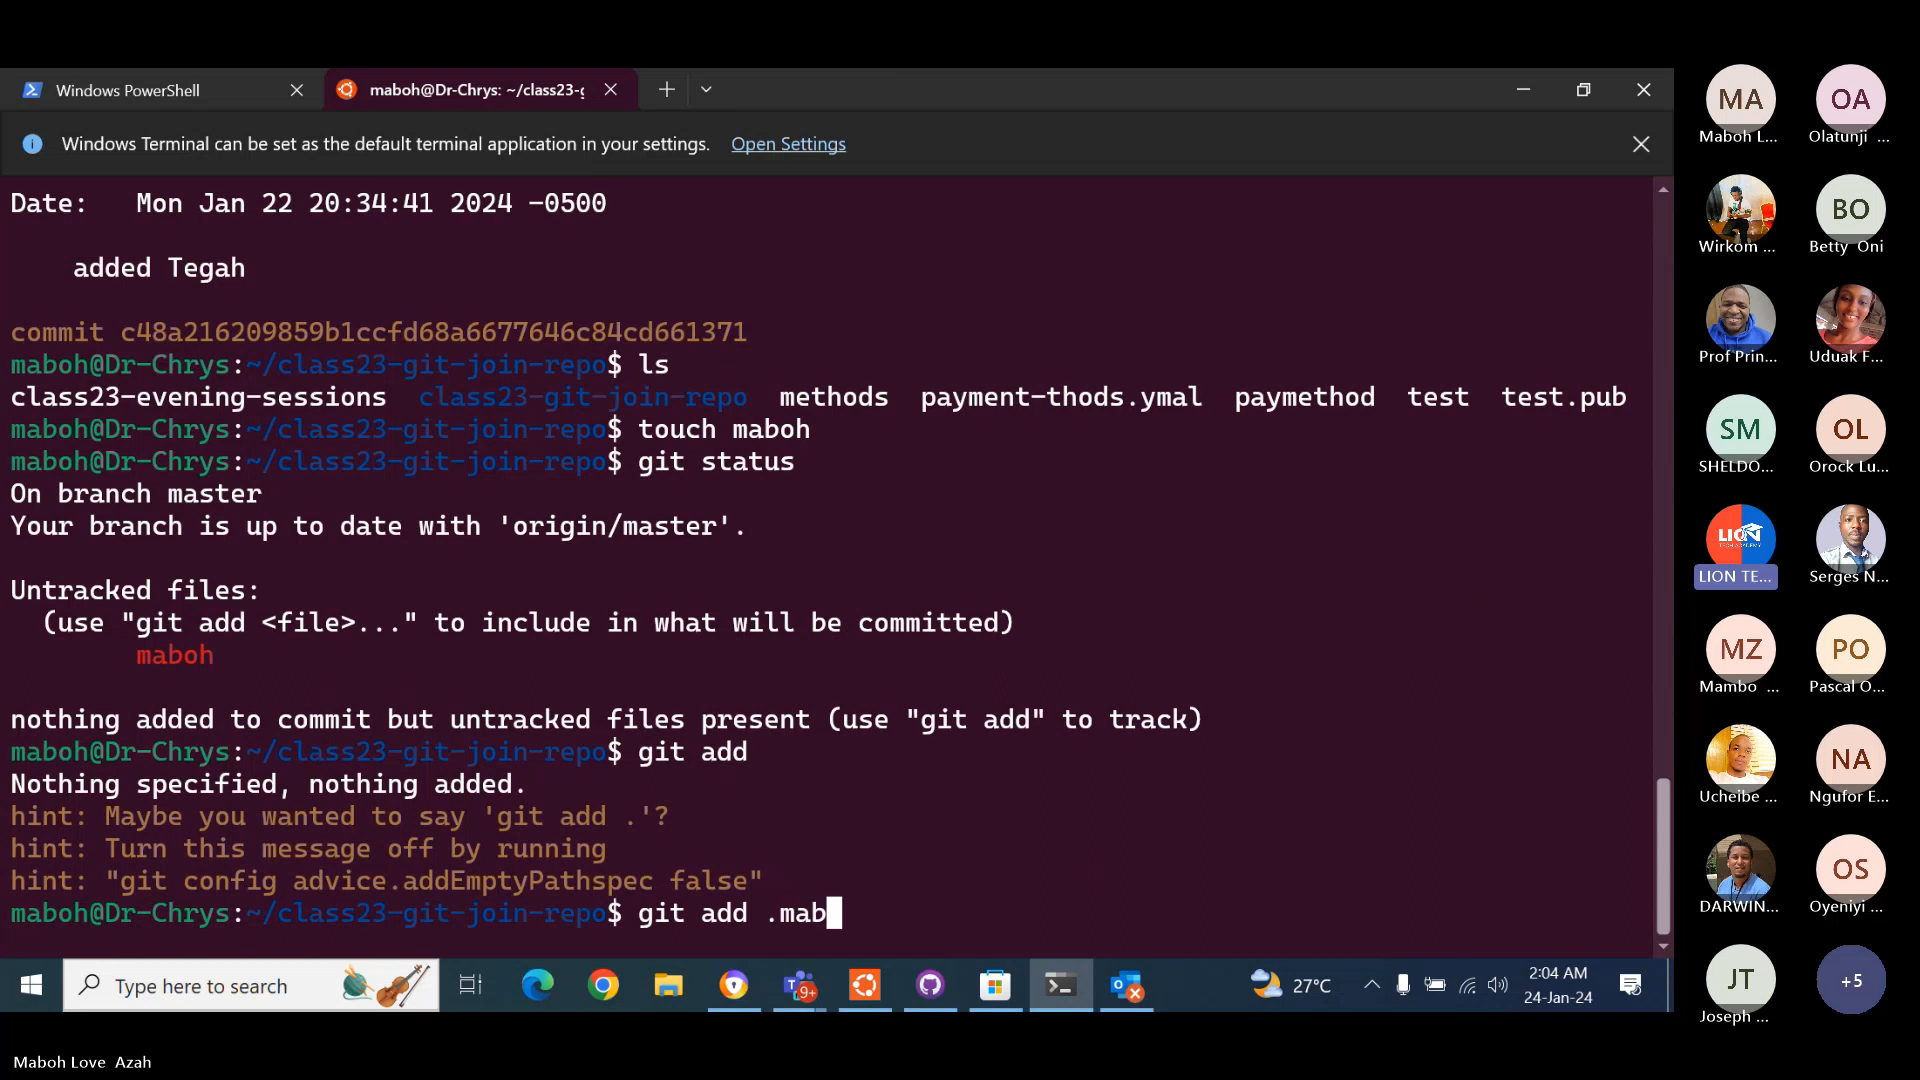 Windows PowerShell
maboh@Dr-Chrys: ~/class23-g
Windows Terminal can be set as the default terminal application in your settings. Open Settings
Date:   Mon Jan 22 20:34:41 2024 -0500
added Tegah
commit c48a216209859b1ccfd68a6677646c84cd661371
maboh@Dr-Chrys:~/class23-git-join-repo$ ls
class23-evening-sessions  class23-git-join-repo  methods  payment-thods.ymal  paymethod  test  test.pub
maboh@Dr-Chrys:~/class23-git-join-repo$ touch maboh
maboh@Dr-Chrys:~/class23-git-join-repo$ git status
On branch master
Your branch is up to date with 'origin/master'.
Untracked files:
(use "git add <file>..." to include in what will be committed)
maboh
nothing added to commit but untracked files present (use "git add" to track)
maboh@Dr-Chrys:~/class23-git-join-repo$ git add
Nothing specified, nothing added.
hint: Maybe you wanted to say 'git add .'?
hint: Turn this message off by running
hint: "git config advice.addEmptyPathspec false"
maboh@Dr-Chrys:~/class23-git-join-repo$ git add .mab
Type here to search
9+
27°C
2:04 AM
24-Jan-24
MA
Maboh L...
OA
Olatunji ...
Wirkom ...
BO
Betty Oni
Prof Prin...
Uduak F...
SM
SHELDO...
OL
Orock Lu...
LION
TECH ACADEMY
LION TE...
Serges N...
MZ
Mambo ...
PO
Pascal O...
Ucheibe ...
NA
Ngufor E...
DARWIN...
OS
Oyeniyi ...
JT
Joseph ...
+5
Maboh Love Azah